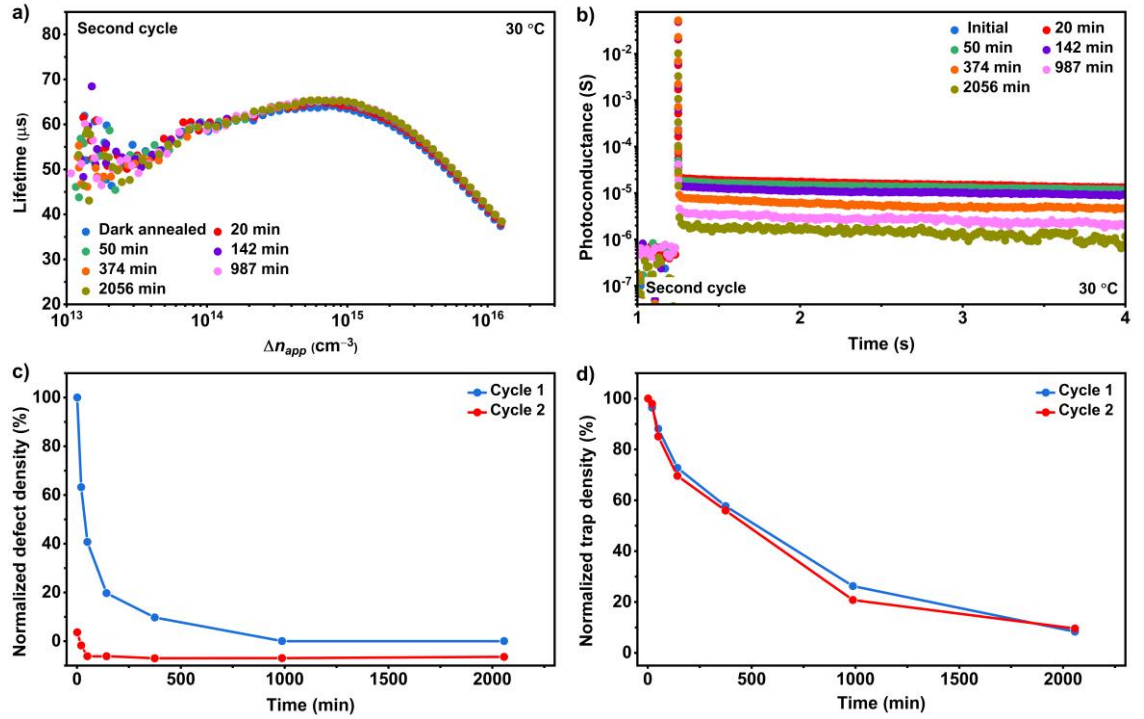 a)
Second cycle 30 °C
Lifetime (µs)
85
80
70
60
50
40
30
20
Dark annealed 20 min
50 min 142 min
374 min 987 min
2056 min
10^13 10^14 10^15 10^16
Δn_app (cm⁻³)
b)
Photoconductance (S)
10^-2
10^-3
10^-4
10^-5
10^-6
10^-7
Initial 20 min
50 min 142 min
374 min 987 min
2056 min
Second cycle 30 °C
1 2 3 4
Time (s)
c)
Normalized defect density (%)
100
80
60
40
20
0
Cycle 1
Cycle 2
0 500 1000 1500 2000
Time (min)
d)
Normalized trap density (%)
100
80
60
40
20
0
Cycle 1
Cycle 2
0 500 1000 1500 2000
Time (min)